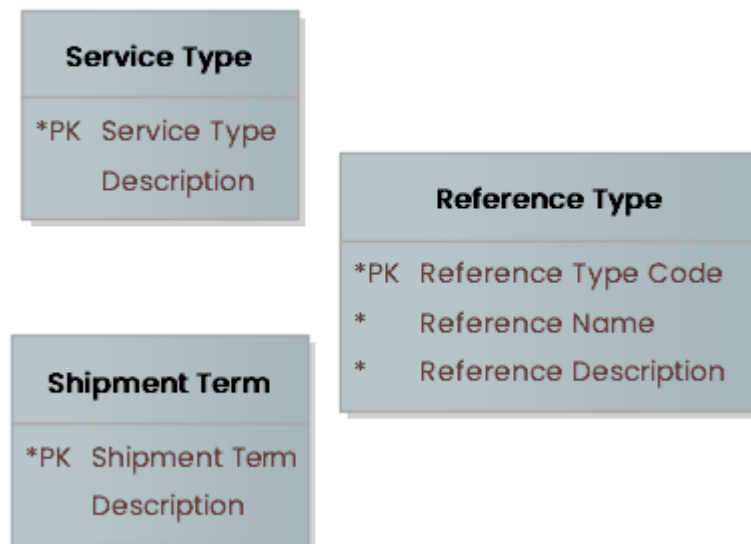 Service Type
*PK Service Type
Description
Reference Type
*PK Reference Type Code
* Reference Name
* Reference Description
Shipment Term
*PK Shipment Term
Description